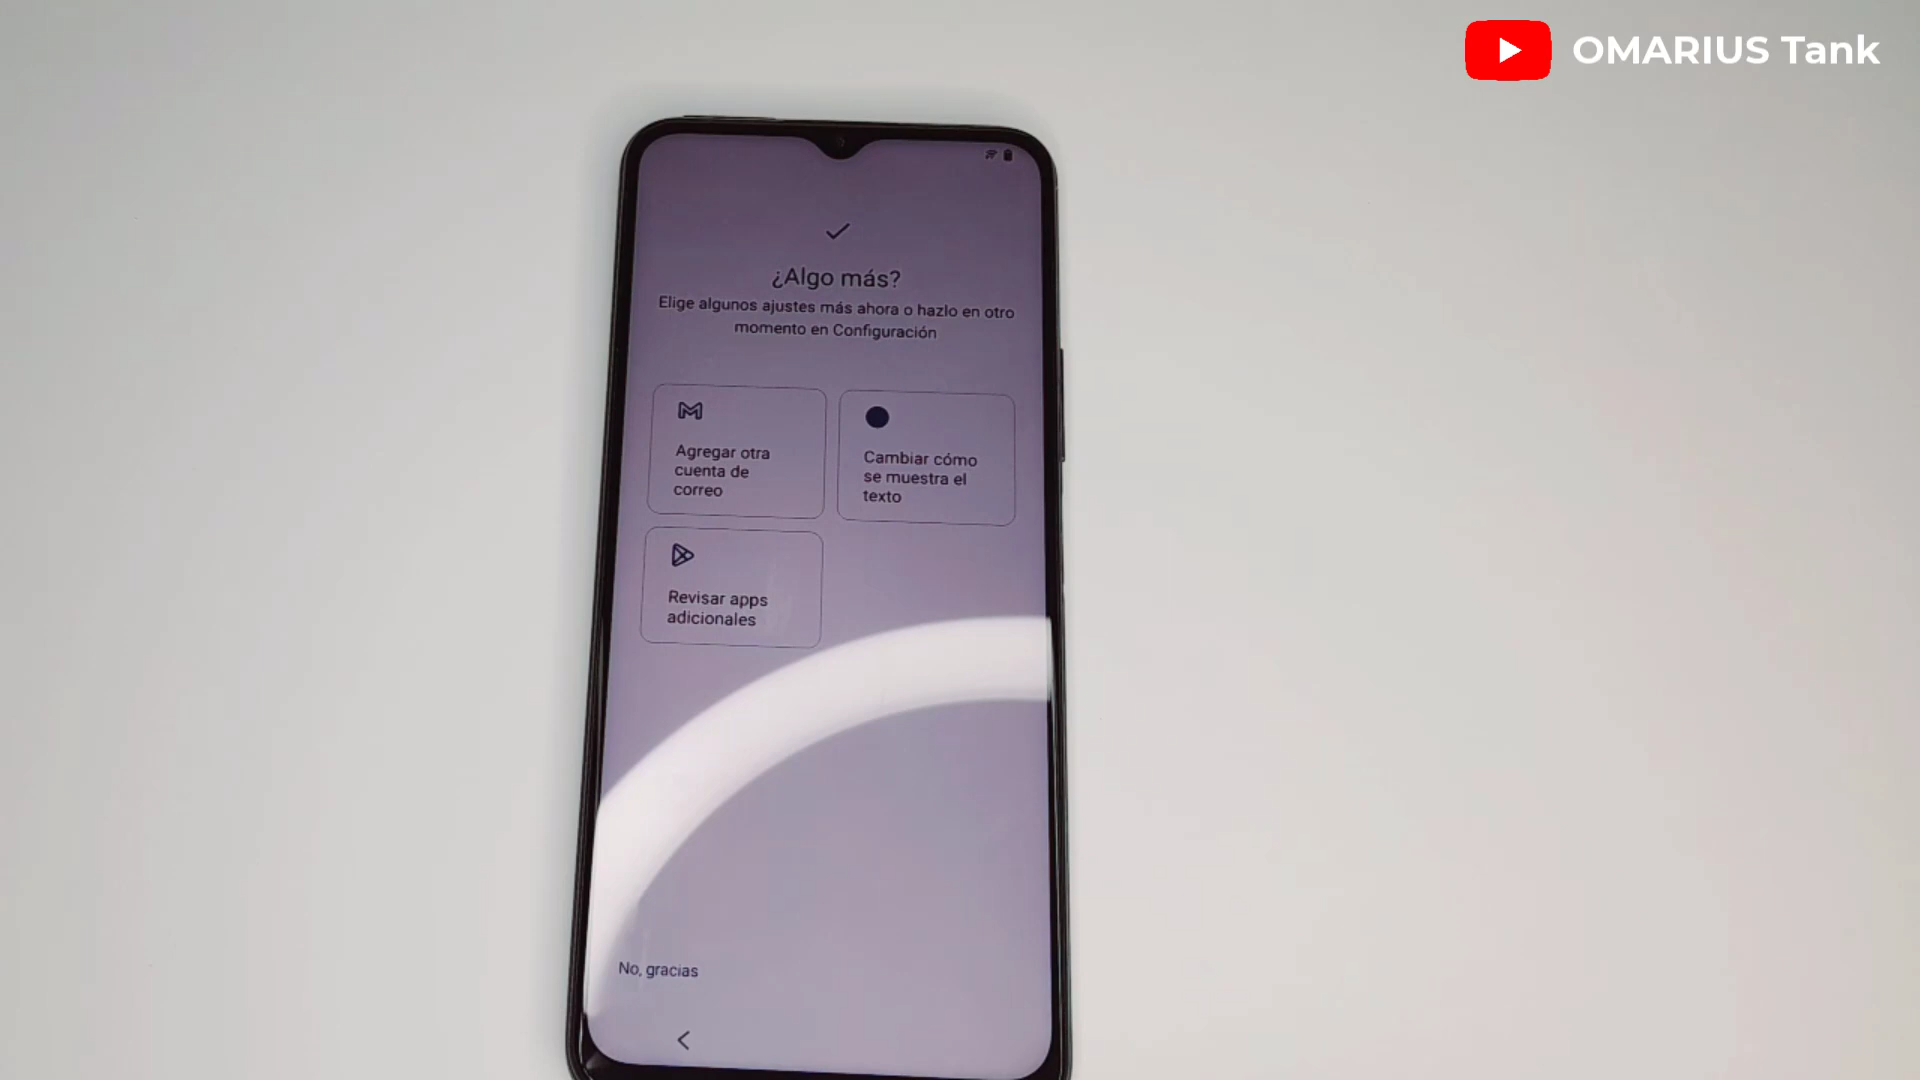 OMARIUS Tank
¿Algo más?
Elige algunos ajustes más ahora o hazlo en otro
momento en Configuración
Agregar otra
cuenta de
correo
Cambiar cómo
se muestra el
texto
Revisar apps
adicionales
No, gracias